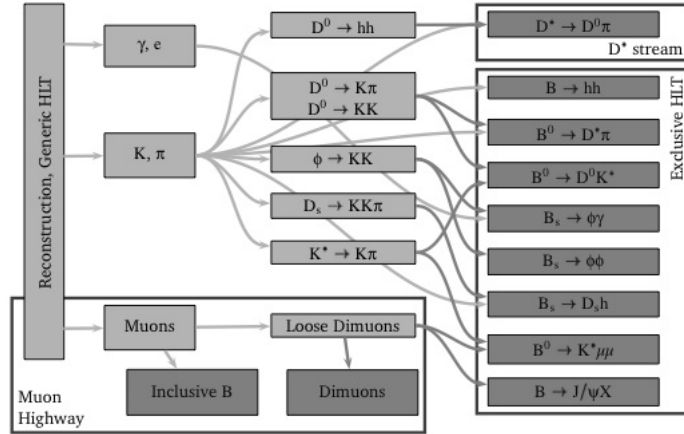 Reconstruction, Generic HLT
γ, e
K, π
D⁰ → hh
D⁰ → Kπ
D⁰ → KK
ϕ → KK
Dₛ → KKπ
K* → Kπ
D* → D⁰π
D* stream
Exclusive HLT
B → hh
B⁰ → D*π
B⁰ → D⁰K*
Bₛ → ϕγ
Bₛ → ϕϕ
Bₛ → Dₛh
B⁰ → K*μμ
B → J/ψX
Muons
Loose Dimuons
Inclusive B
Dimuons
Muon
Highway